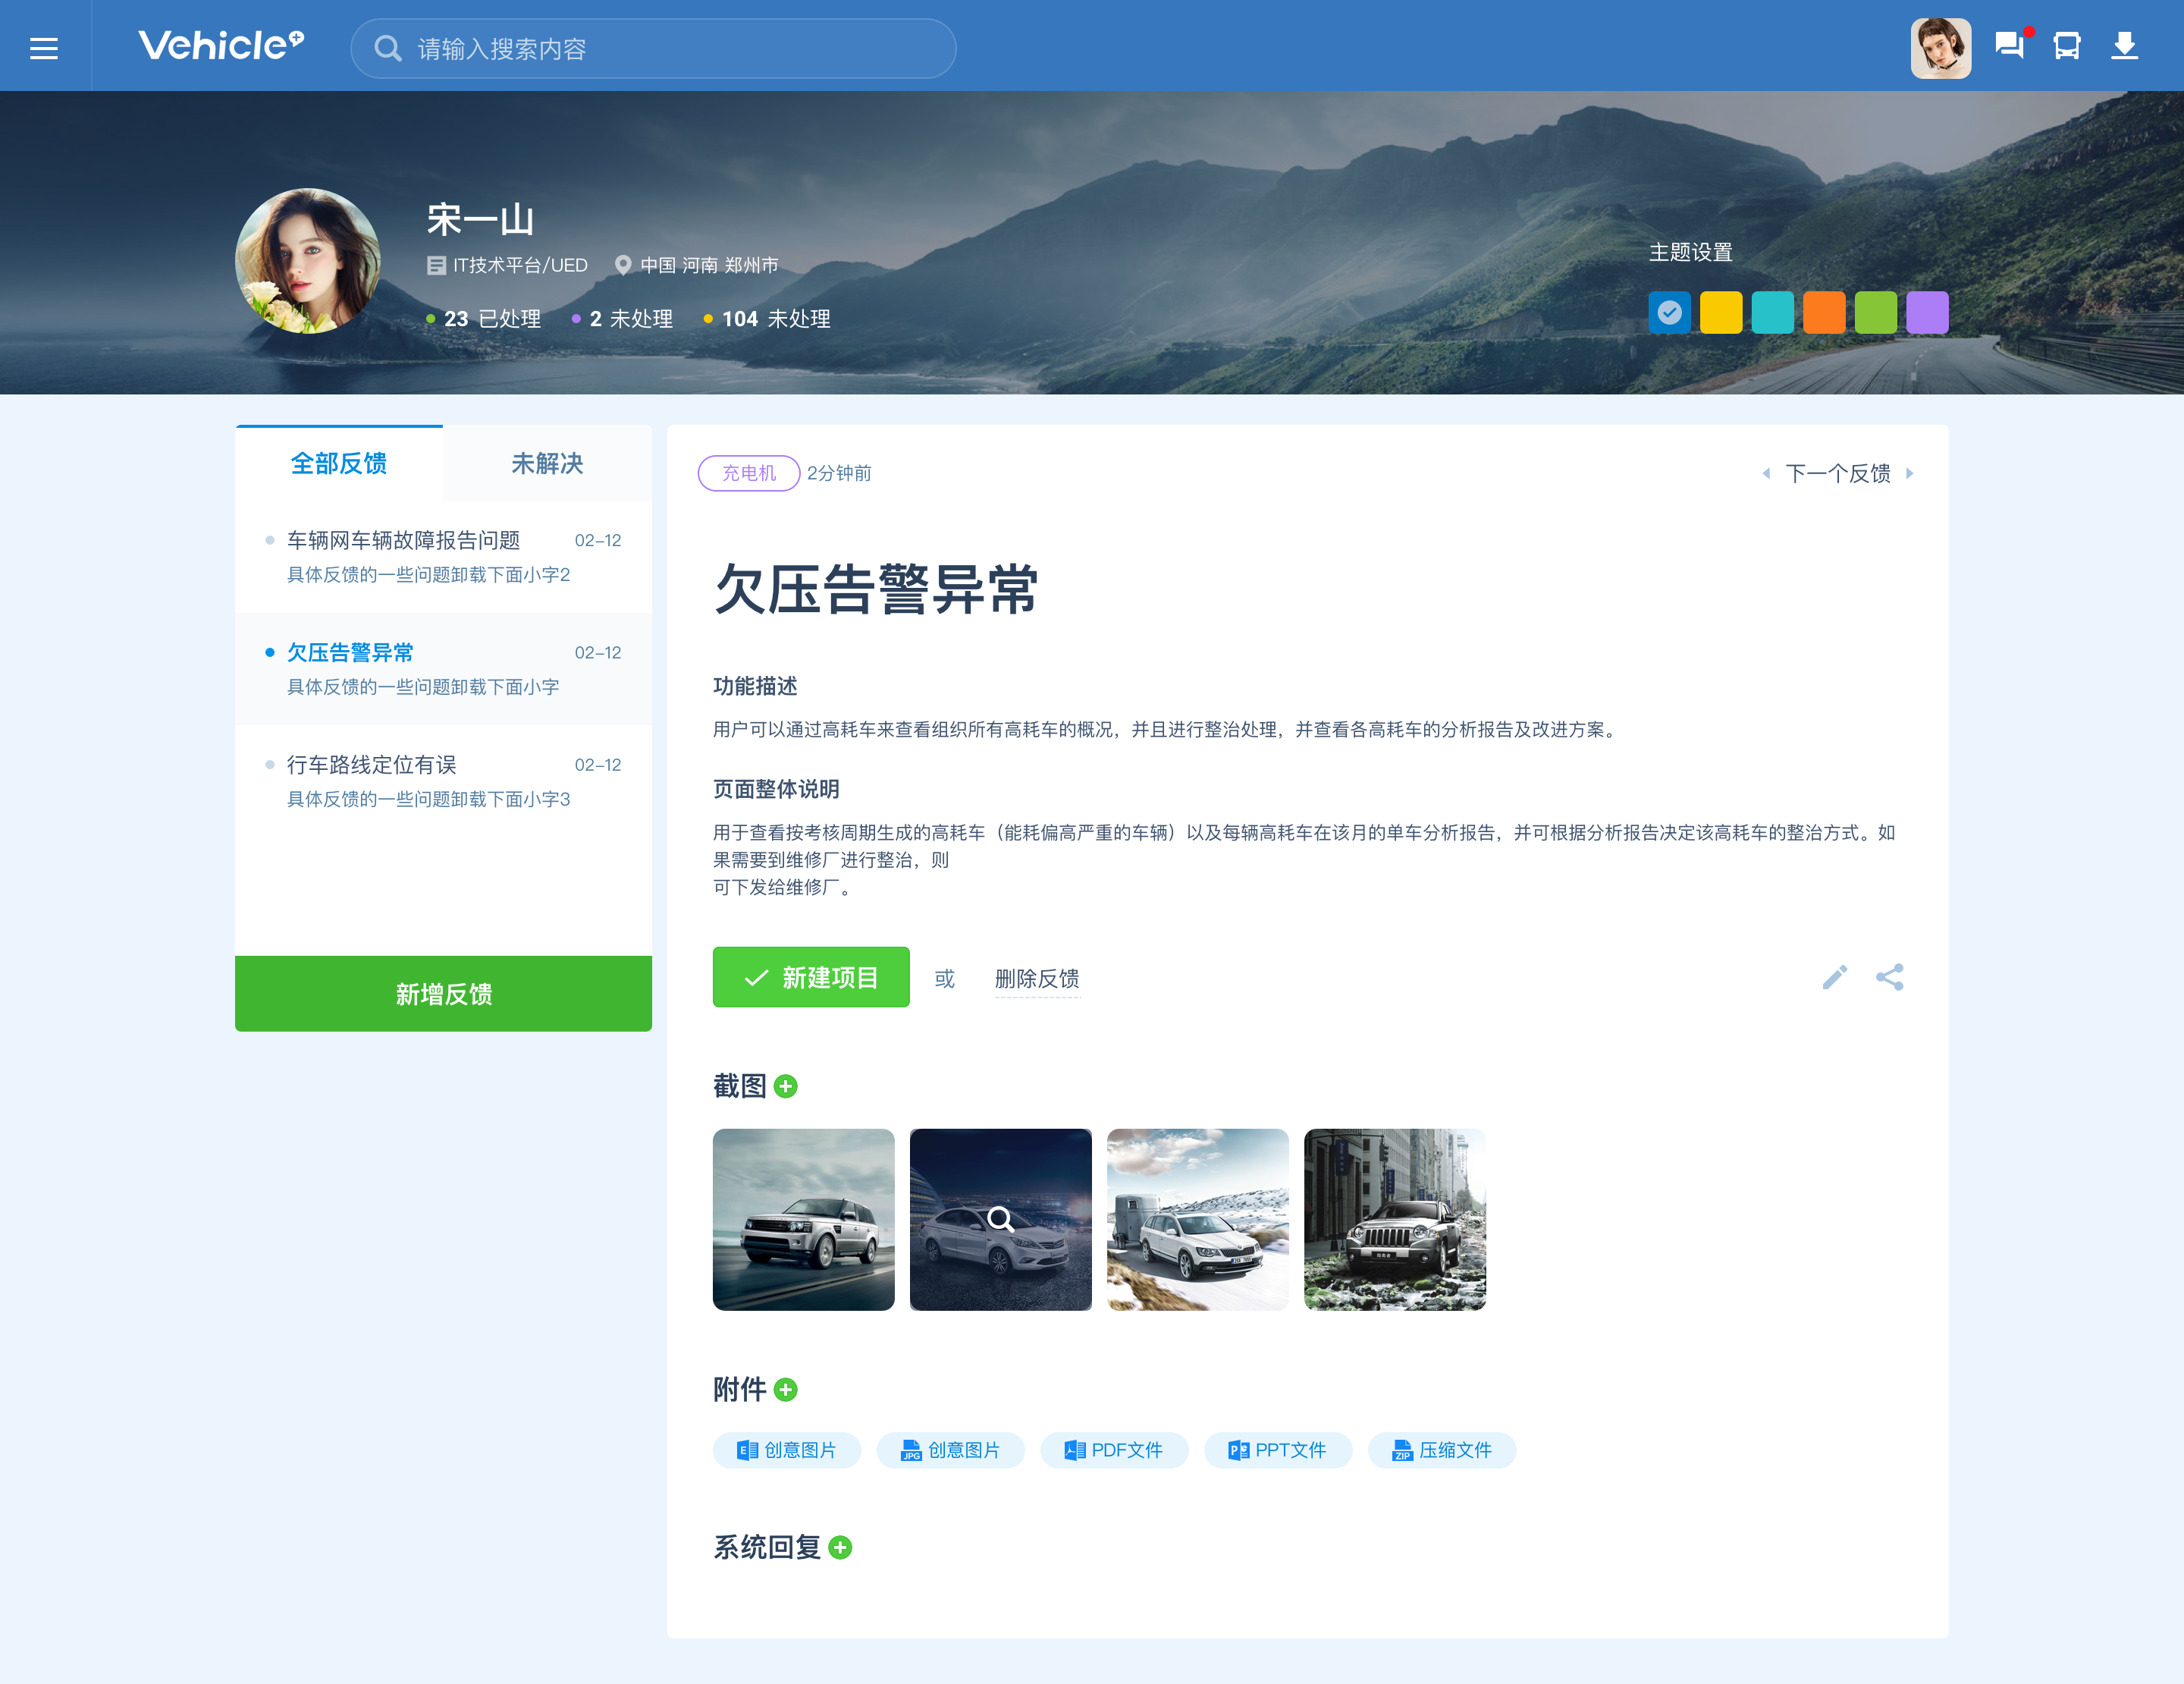 Vehicle+
请输入搜索内容
宋一山
IT技术平台/UED 中国 河南 郑州市
23 已处理 2 未处理 104 未处理
主题设置
全部反馈 未解决
车辆网车辆故障报告问题 02-12
具体反馈的一些问题卸载下面小字2
欠压告警异常 02-12
具体反馈的一些问题卸载下面小字
行车路线定位有误 02-12
具体反馈的一些问题卸载下面小字3
新增反馈
充电机 2分钟前 下一个反馈
欠压告警异常
功能描述
用户可以通过高耗车来查看组织所有高耗车的概况，并且进行整治处理，并查看各高耗车的分析报告及改进方案。
页面整体说明
用于查看按考核周期生成的高耗车（能耗偏高严重的车辆）以及每辆高耗车在该月的单车分析报告，并可根据分析报告决定该高耗车的整治方式。如
果需要到维修厂进行整治，则
可下发给维修厂。
新建项目 或 删除反馈
截图
附件
E 创意图片 JPG 创意图片 PDF文件 P PPT文件 ZIP 压缩文件
系统回复